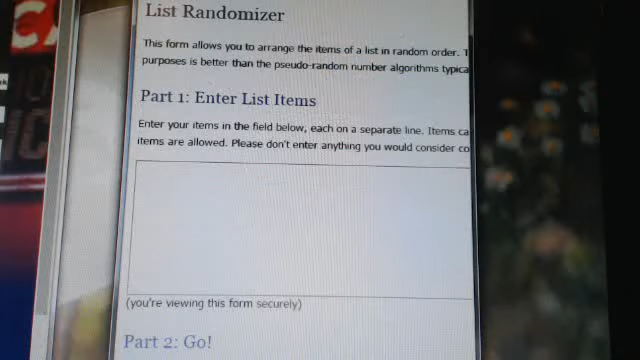 List Randomizer
This form allows you to arrange the items of a list in random order.
purposes is better than the pseudo-random number algorithms typica
Part 1: Enter List Items
Enter your items in the field below, each on a separate line. Items ca
items are allowed. Please don't enter anything you would consider co
(you're viewing this form securely)
Part 2: Go!